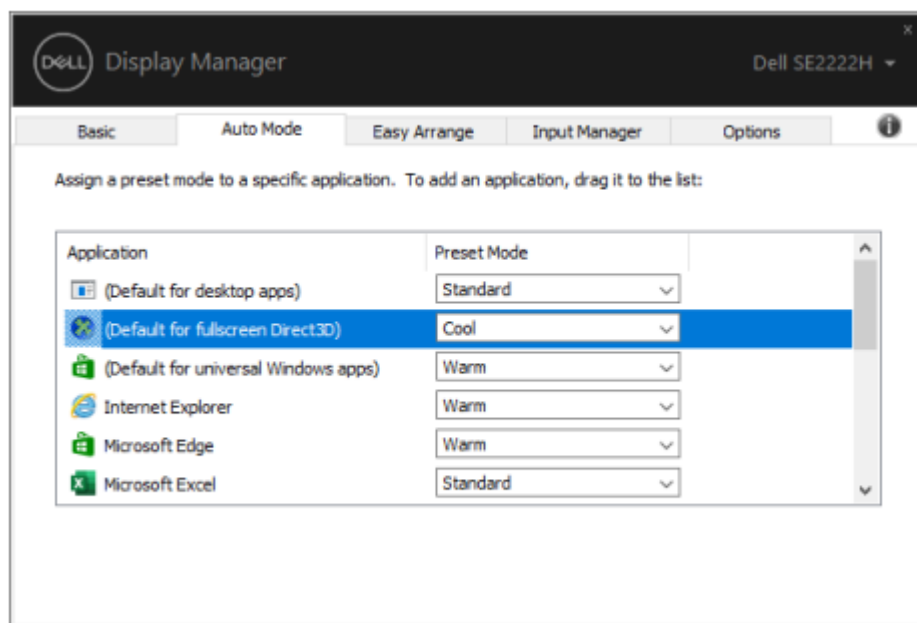 DELL Display Manager Dell SE2222H
Basic Auto Mode Easy Arrange Input Manager Options
Assign a preset mode to a specific application. To add an application, drag it to the list:
Application Preset Mode
(Default for desktop apps) Standard
(Default for fullscreen Direct3D) Cool
(Default for universal Windows apps) Warm
Internet Explorer Warm
Microsoft Edge Warm
Microsoft Excel Standard